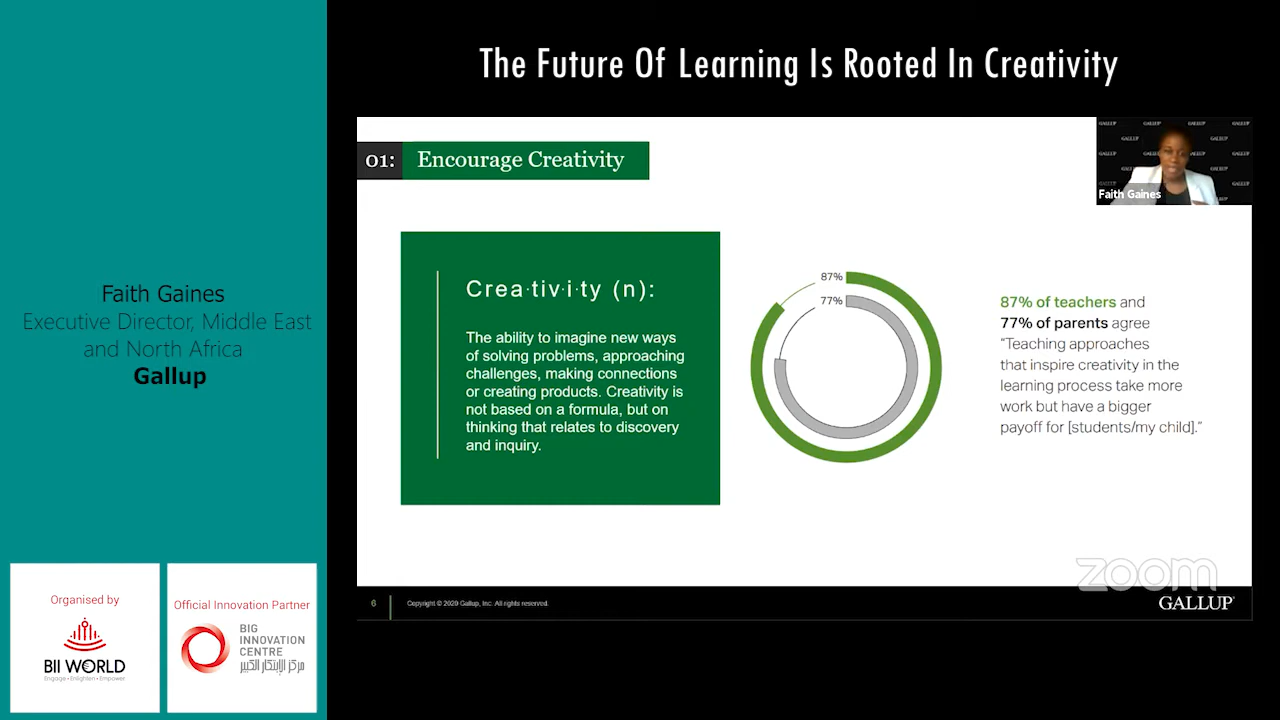 The Future Of Learning Is Rooted In Creativity
01: Encourage Creativity
GALLUP
Faith Gaines
Crea·tiv·i·ty (n):
The ability to imagine new ways
of solving problems, approaching
challenges, making connections
or creating products. Creativity is
not based on a formula, but on
thinking that relates to discovery
and inquiry.
87%
77%
87% of teachers and
77% of parents agree
“Teaching approaches
that inspire creativity in the
learning process take more
work but have a bigger
payoff for [students/my child].”
zoom
6
Copyright © 2020 Gallup, Inc. All rights reserved.
GALLUP®
Faith Gaines
Executive Director, Middle East
and North Africa
Gallup
Organised by
BII WORLD
Engage • Enlighten • Empower
Official Innovation Partner
BIG
INNOVATION
CENTRE
مركز الإبتكار الكبير